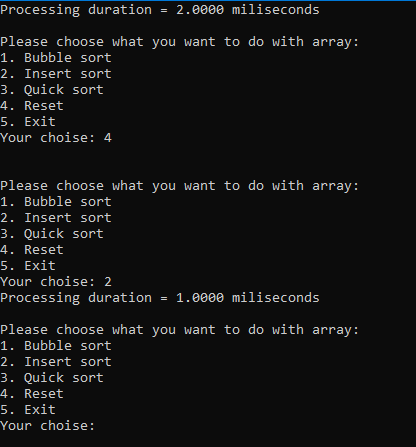 Processing duration = 2.0000 miliseconds
Please choose what you want to do with array:
1. Bubble sort
2. Insert sort
3. Quick sort
4. Reset
5. Exit
Your choise: 4
Please choose what you want to do with array:
1. Bubble sort
2. Insert sort
3. Quick sort
4. Reset
5. Exit
Your choise: 2
Processing duration = 1.0000 miliseconds
Please choose what you want to do with array:
1. Bubble sort
2. Insert sort
3. Quick sort
4. Reset
5. Exit
Your choise: